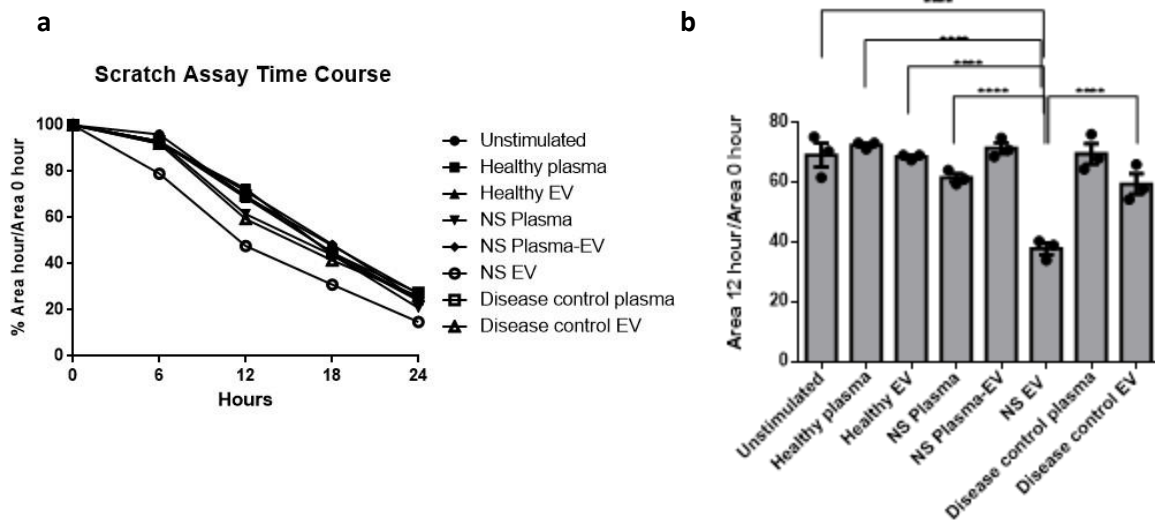 a
Scratch Assay Time Course
% Area hour/Area 0 hour
100
80
60
40
20
0
0 6 12 18 24
Hours
Unstimulated
Healthy plasma
Healthy EV
NS Plasma
NS Plasma-EV
NS EV
Disease control plasma
Disease control EV
b
****
****
****
**** ****
Area 12 hour/Area 0 hour
80
60
40
20
0
Unstimulated
Healthy plasma
Healthy EV
NS Plasma
NS Plasma-EV
NS EV
Disease control plasma
Disease control EV